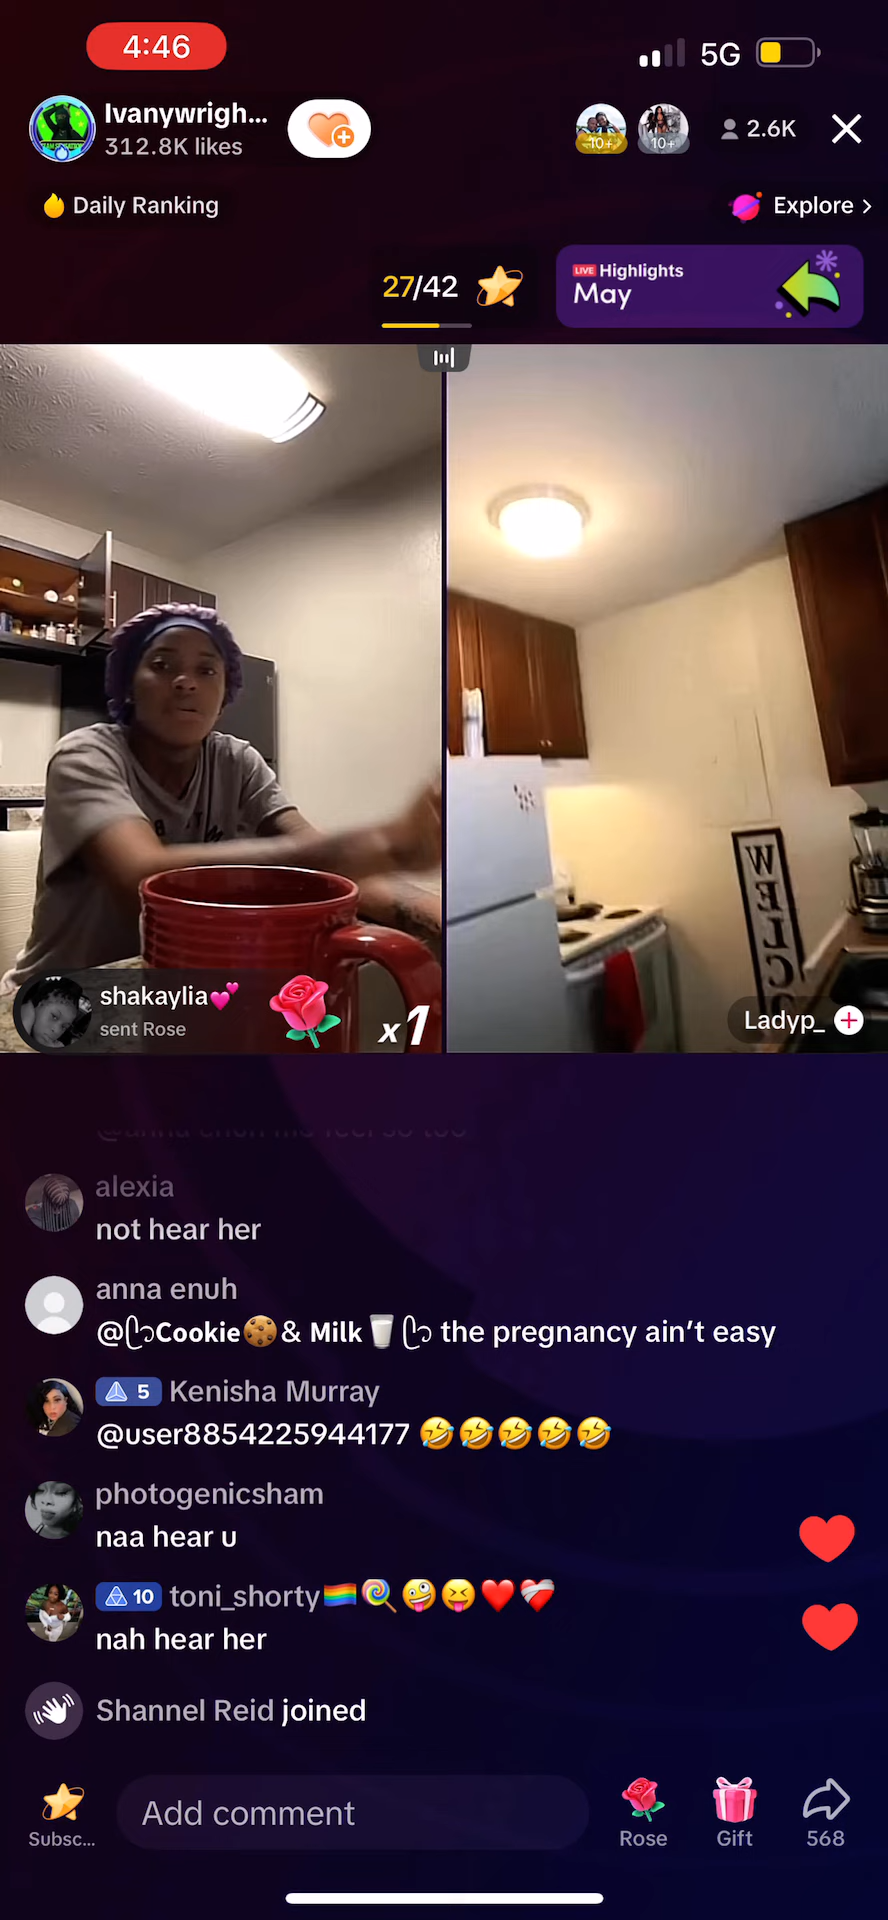 4:46
5G
Ivanywrigh...
312.8K likes
10+
10+
2.6K
Daily Ranking
Explore >
27/42
LIVE Highlights
May
WELC
shakaylia💕
sent Rose
x1
Ladyp_
alexia
not hear her
anna enuh
@Cookie🍪& Milk🥛 the pregnancy ain't easy
5 Kenisha Murray
@user8854225944177 🤣🤣🤣🤣🤣
photogenicsham
naa hear u
10 toni_shorty🏳️‍🌈🍭🤪😝❤️❤️‍🩹
nah hear her
Shannel Reid joined
Subsc...
Add comment
Rose
Gift
568